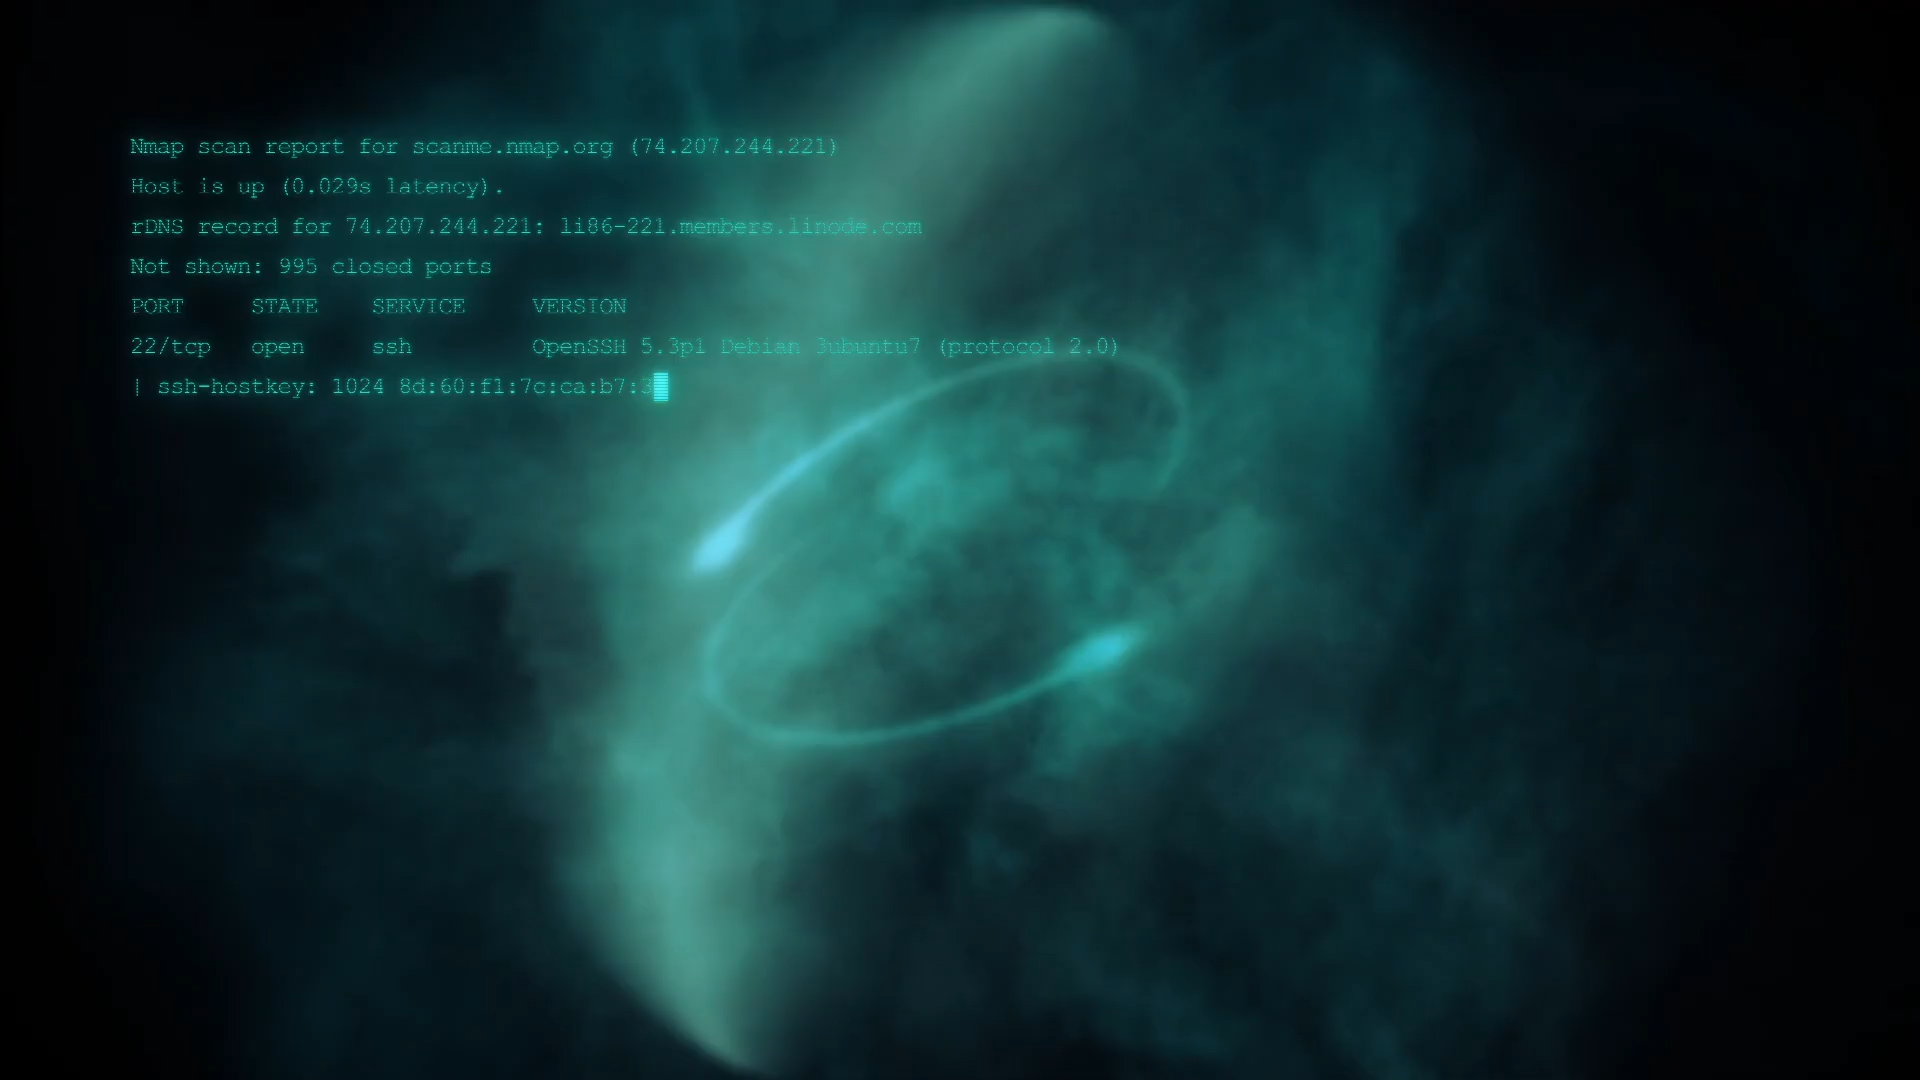 Nmap scan report for scanme.nmap.org (74.207.244.221)
Host is up (0.029s latency).
rDNS record for 74.207.244.221: li86-221.members.linode.com
Not shown: 995 closed ports
PORT     STATE    SERVICE     VERSION
22/tcp   open     ssh         OpenSSH 5.3p1 Debian 3ubuntu7 (protocol 2.0)
| ssh-hostkey: 1024 8d:60:f1:7c:ca:b7:3